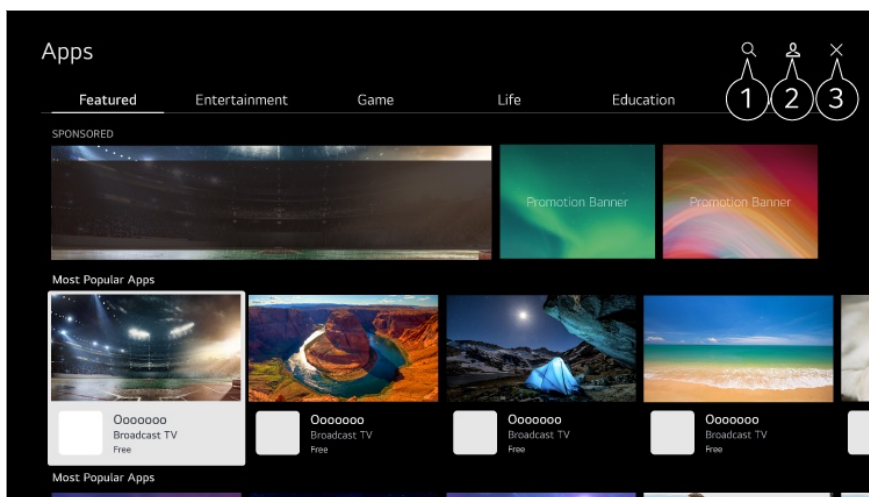 Apps
1 2 3
Featured Entertainment Game Life Education
SPONSORED
Promotion Banner Promotion Banner
Most Popular Apps
Ooooooo Ooooooo Ooooooo Ooooooo
Broadcast TV Broadcast TV Broadcast TV Broadcast TV
Free Free Free Free
Most Popular Apps